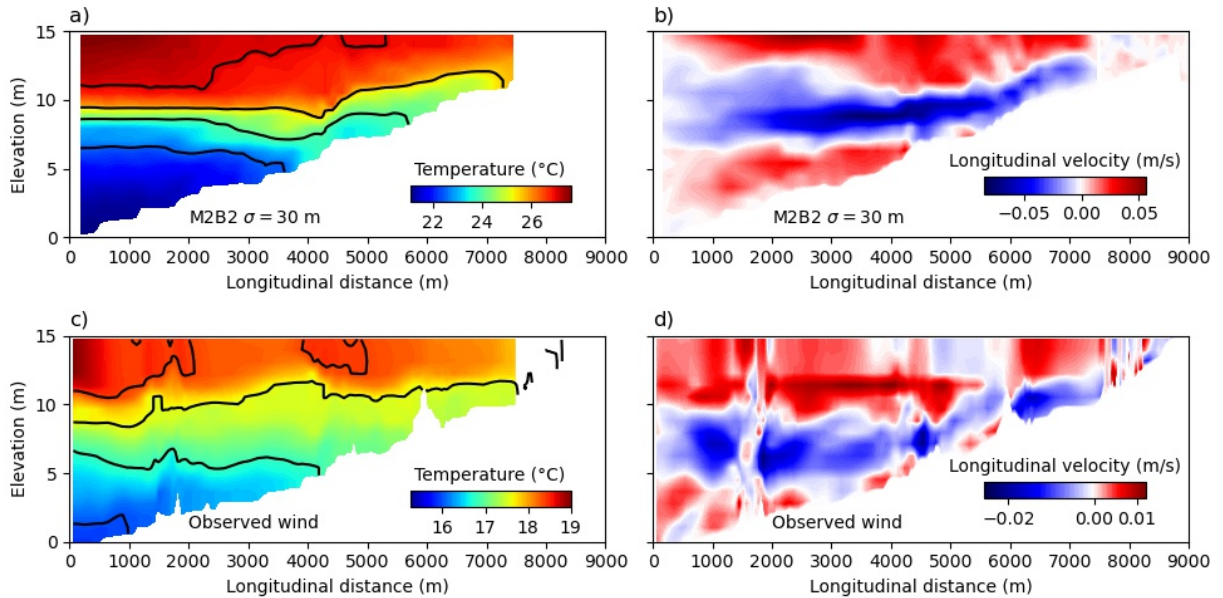 a)
b)
15
10
5
0
Elevation (m)
Temperature (°C)
22 24 26
M2B2 σ = 30 m
0 1000 2000 3000 4000 5000 6000 7000 8000 9000
Longitudinal distance (m)
Longitudinal velocity (m/s)
−0.05 0.00 0.05
M2B2 σ = 30 m
0 1000 2000 3000 4000 5000 6000 7000 8000 9000
Longitudinal distance (m)
c)
d)
15
10
5
0
Elevation (m)
Temperature (°C)
16 17 18 19
Observed wind
0 1000 2000 3000 4000 5000 6000 7000 8000 9000
Longitudinal distance (m)
Longitudinal velocity (m/s)
−0.02 0.00 0.01
Observed wind
0 1000 2000 3000 4000 5000 6000 7000 8000 9000
Longitudinal distance (m)